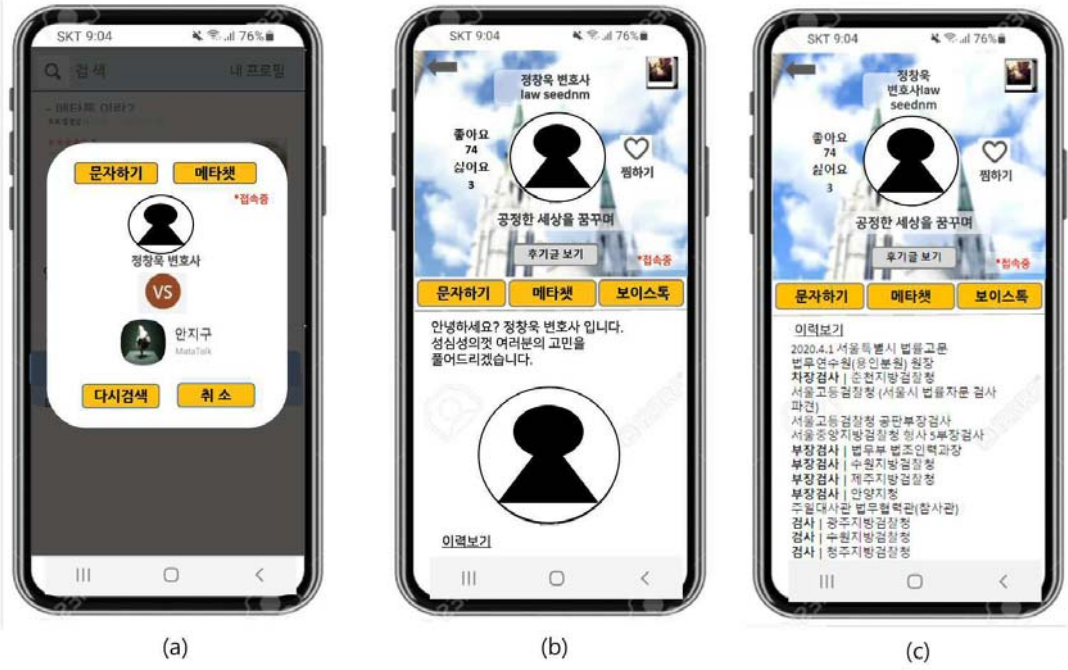 SKT 9:04 76%
검색 내 프로필
문자하기 메타챗
*접속중
정창욱 변호사
VS
안지구
MataTalk
다시검색 취 소
(a)
SKT 9:04 76%
정창욱 변호사
law seednm
좋아요
74
싫어요
3
찜하기
공정한 세상을 꿈꾸며
후기글 보기
*접속중
문자하기 메타챗 보이스톡
안녕하세요? 정창욱 변호사 입니다.
성심성의껏 여러분의 고민을
풀어드리겠습니다.
이력보기
(b)
SKT 9:04 76%
정창욱
변호사law
seednm
좋아요
74
싫어요
3
찜하기
공정한 세상을 꿈꾸며
후기글 보기
*접속중
문자하기 메타챗 보이스톡
이력보기
2020.4.1 서울특별시 법률고문
법무연수원(용인분원) 원장
차장검사 | 순천지방검찰청
서울고등검찰청 (서울시 법률자문 검사
파견)
서울고등검찰청 공판부장검사
서울중앙지방검찰청 형사 5부장검사
부장검사 | 법무부 법조인력과장
부장검사 | 수원지방검찰청
부장검사 | 제주지방검찰청
부장검사 | 안양지청
주일대사관 법무협력관(참사관)
검사 | 광주지방검찰청
검사 | 수원지방검찰청
검사 | 청주지방검찰청
(c)